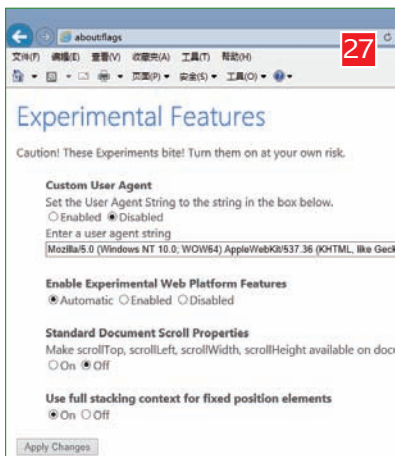 about:flags
27
文件(F) 编辑(E) 查看(V) 收藏夹(A) 工具(T) 帮助(H)
页面(P) 安全(S) 工具(O)
Experimental Features
Caution! These Experiments bite! Turn them on at your own risk.
Custom User Agent
Set the User Agent String to the string in the box below.
Enabled Disabled
Enter a user agent string
Mozilla/5.0 (Windows NT 10.0; WOW64) AppleWebKit/537.36 (KHTML, like Geck
Enable Experimental Web Platform Features
Automatic Enabled Disabled
Standard Document Scroll Properties
Make scrollTop, scrollLeft, scrollWidth, scrollHeight available on docu
On Off
Use full stacking context for fixed position elements
On Off
Apply Changes